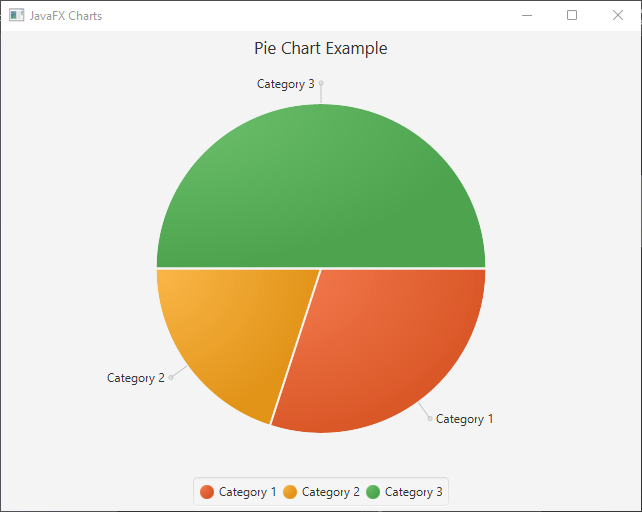 JavaFX Charts
Pie Chart Example
Category 3
Category 2
Category 1
Category 1 Category 2 Category 3